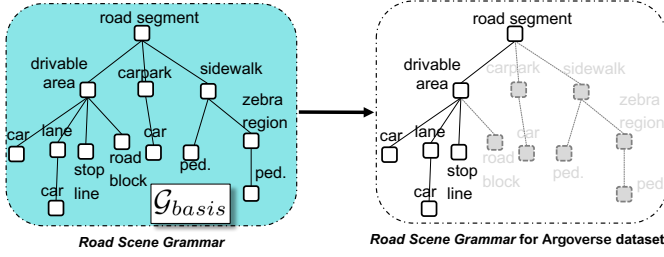 road segment
drivable
area
carpark
sidewalk
zebra
region
car
lane
stop
line
road
block
car
ped.
ped.
car
G_basis
Road Scene Grammar
road segment
drivable
area
carpark
sidewalk
zebra
region
car
lane
stop
line
road
block
car
ped.
ped.
car
Road Scene Grammar for Argoverse dataset